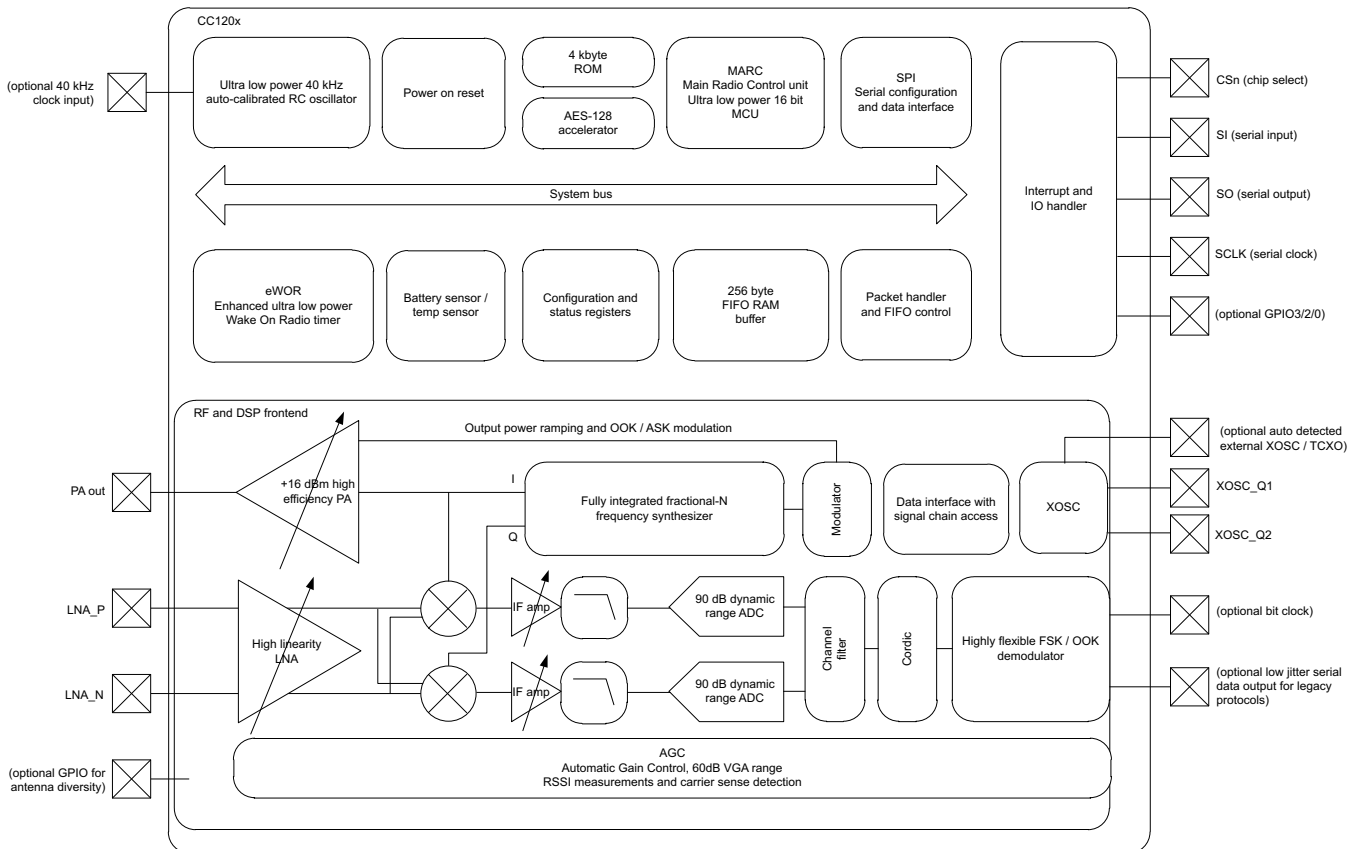 CC120x
(optional 40 kHz
clock input)
Ultra low power 40 kHz
auto-calibrated RC oscillator
Power on reset
4 kbyte
ROM
AES-128
accelerator
MARC
Main Radio Control unit
Ultra low power 16 bit
MCU
SPI
Serial configuration
and data interface
Interrupt and
IO handler
CSn (chip select)
SI (serial input)
SO (serial output)
SCLK (serial clock)
(optional GPIO3/2/0)
System bus
eWOR
Enhanced ultra low power
Wake On Radio timer
Battery sensor /
temp sensor
Configuration and
status registers
256 byte
FIFO RAM
buffer
Packet handler
and FIFO control
RF and DSP frontend
Output power ramping and OOK / ASK modulation
(optional auto detected
external XOSC / TCXO)
PA out
+16 dBm high
efficiency PA
I
Q
Fully integrated fractional-N
frequency synthesizer
Modulator
Data interface with
signal chain access
XOSC
XOSC_Q1
XOSC_Q2
LNA_P
LNA_N
High linearity
LNA
IF amp
90 dB dynamic
range ADC
IF amp
90 dB dynamic
range ADC
Channel
filter
Cordic
Highly flexible FSK / OOK
demodulator
(optional bit clock)
(optional low jitter serial
data output for legacy
protocols)
(optional GPIO for
antenna diversity)
AGC
Automatic Gain Control, 60dB VGA range
RSSI measurements and carrier sense detection